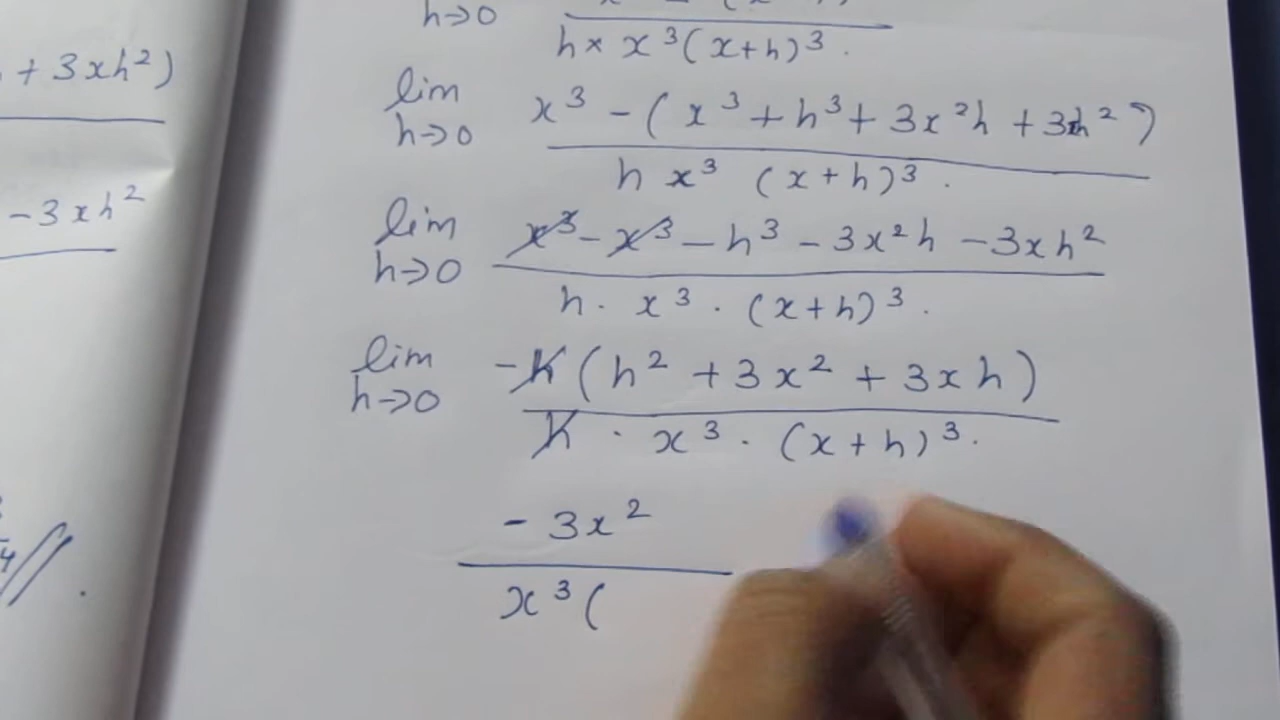 + 3xh²)
- 3xh²
h→0
h × x³(x+h)³.
lim h→0 x³ - (x³ + h³ + 3x²h + 3xh²)
h x³ (x+h)³.
lim h→0 x³ - x³ - h³ - 3x²h - 3xh²
h · x³ · (x+h)³.
lim h→0 -h(h² + 3x² + 3xh)
h · x³ · (x+h)³.
- 3x²
x³(